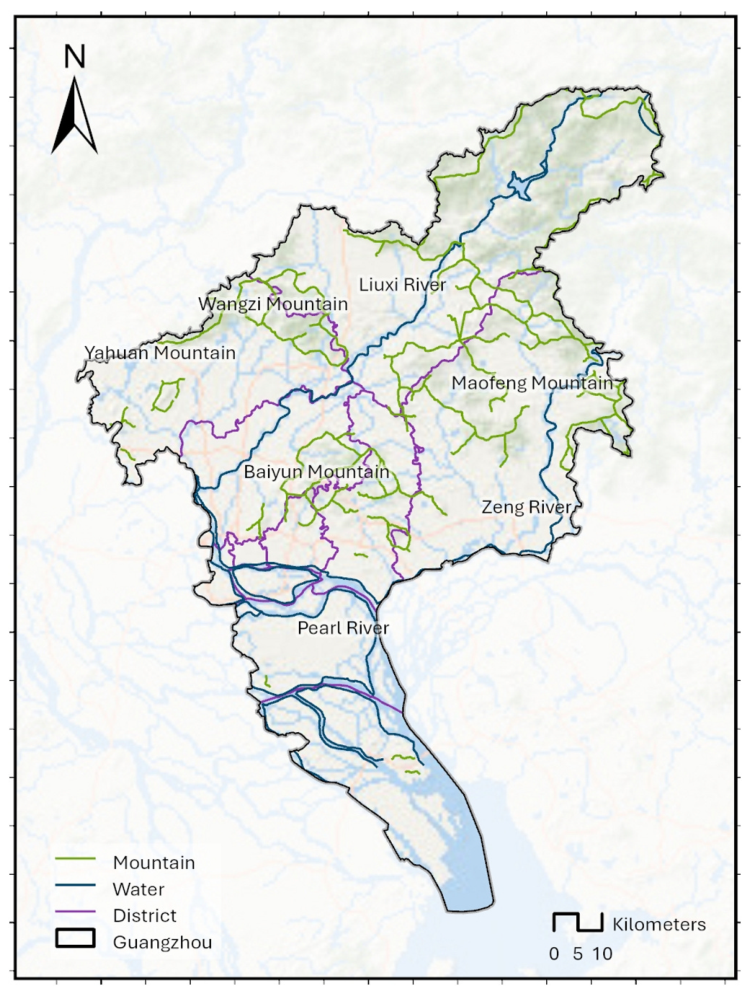 N
Liuxi River
Wangzi Mountain
Yahuan Mountain
Maofeng Mountain
Baiyun Mountain
Zeng River
Pearl River
Mountain
Water
District
Guangzhou
Kilometers
0 5 10